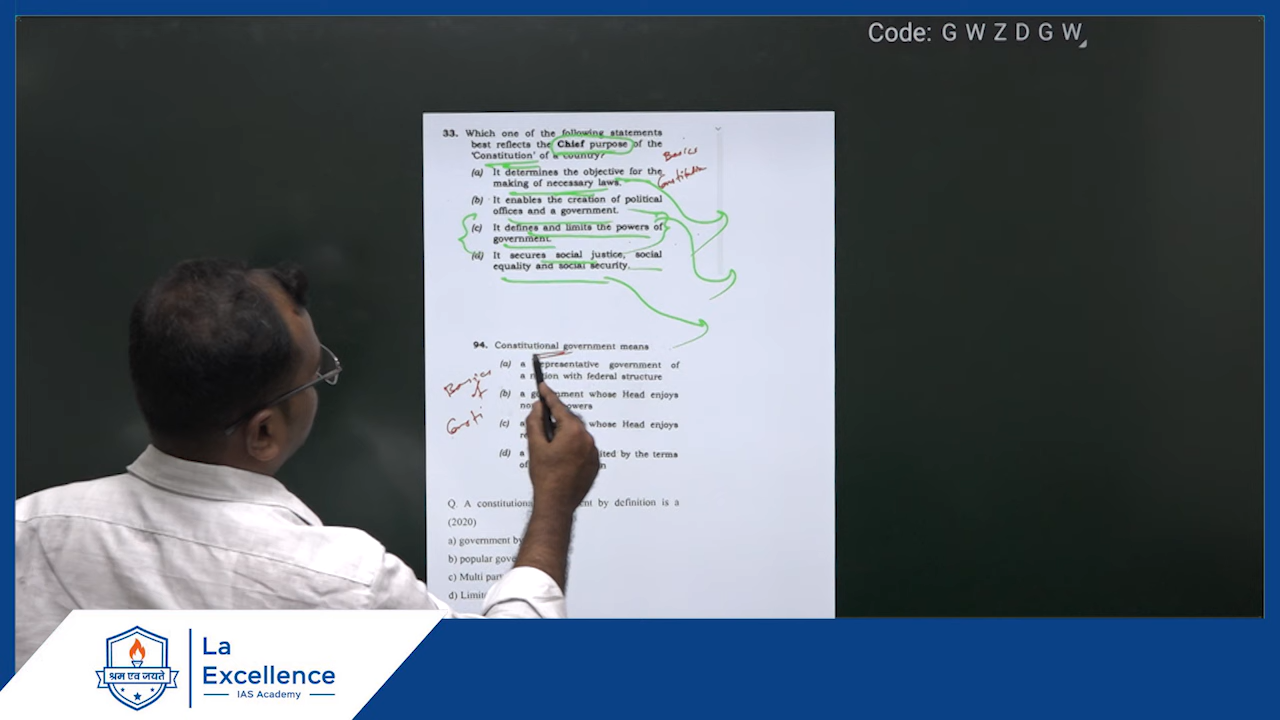 Code: G W Z D G W
33. Which one of the following statements
best reflects the Chief purpose of the
'Constitution' of a country?
Basics
Constitution
(a) It determines the objective for the
making of necessary laws.
(b) It enables the creation of political
offices and a government.
(c) It defines and limits the powers of
government.
(d) It secures social justice, social
equality and social security.
94. Constitutional government means
(a) a representative government of
a nation with federal structure
(b) a government whose Head enjoys
powers
(c) a whose Head enjoys
(d) a by the terms
of
Basics
of
Q. A constitutional by definition is a
(2020)
a) government by
b) popular
c) Multi
d)
श्रम एव जयते
La
Excellence
IAS Academy